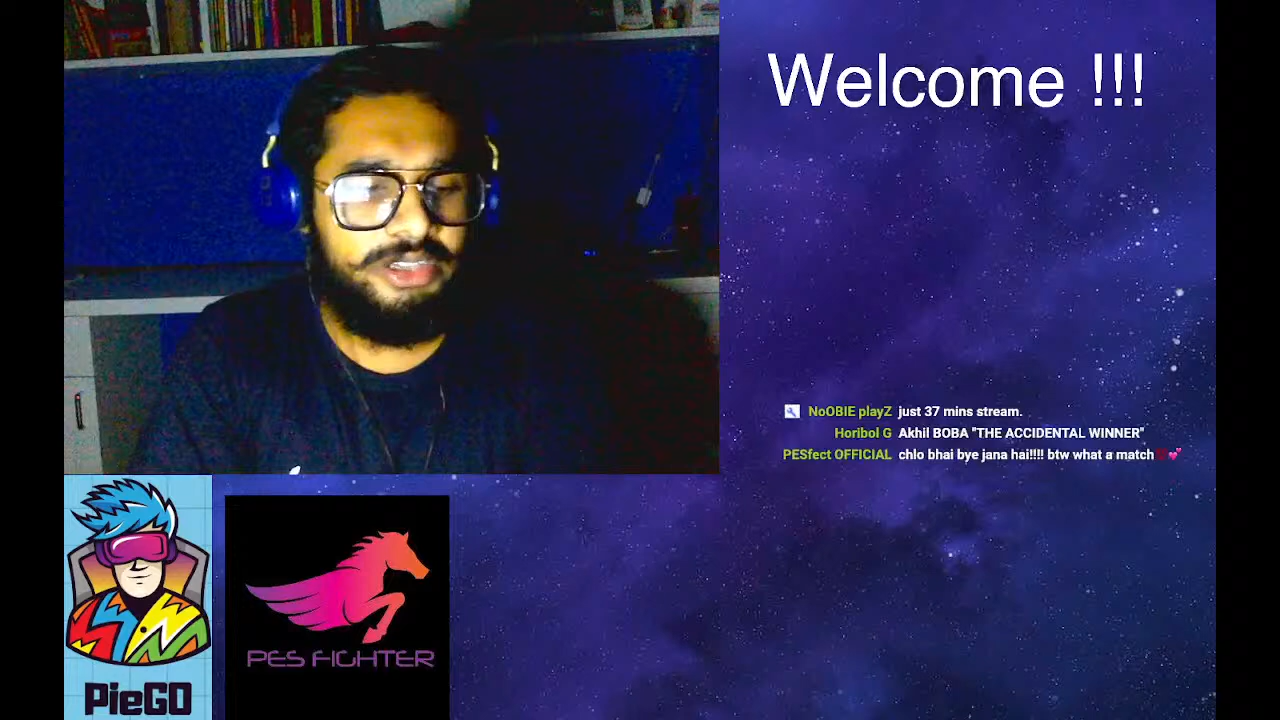 Welcome !!!
NoOBIE playZ just 37 mins stream.
Horibol G Akhil BOBA "THE ACCIDENTAL WINNER"
PESfect OFFICIAL chlo bhai bye jana hai!!!! btw what a match
PES FIGHTER
PieGO